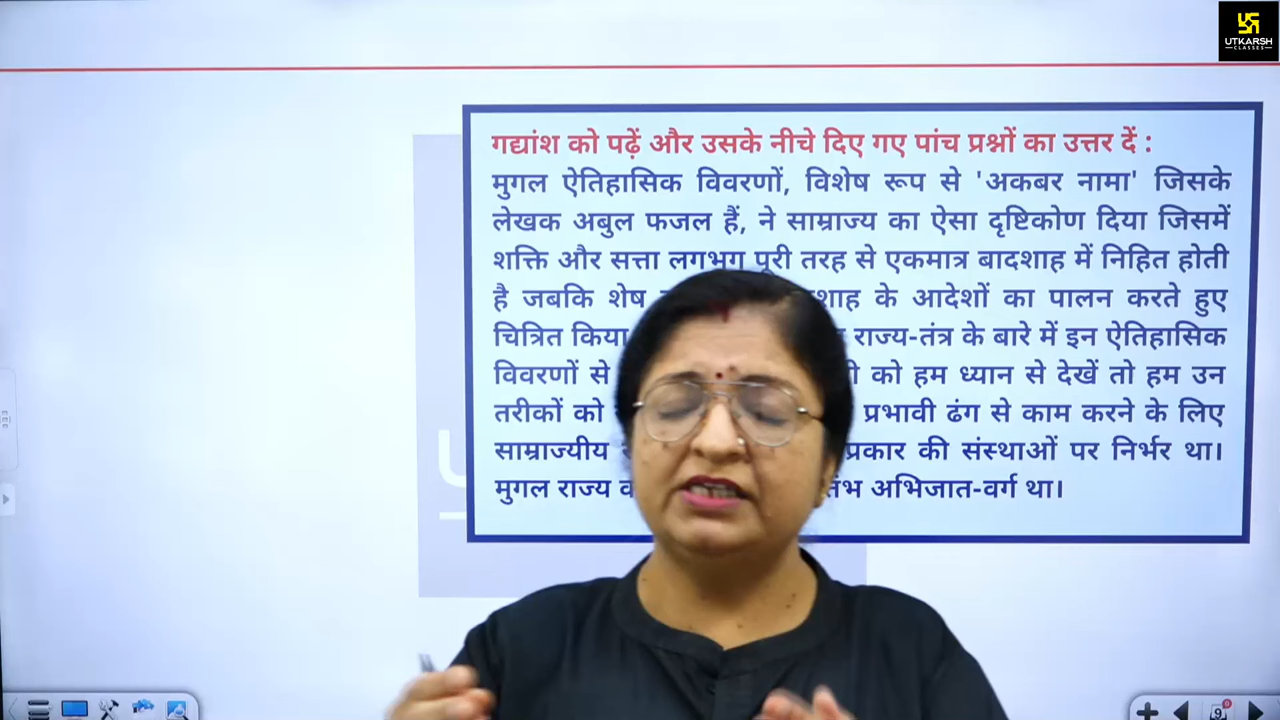 UTKARSH
CLASSES
गद्यांश को पढ़ें और उसके नीचे दिए गए पांच प्रश्नों का उत्तर दें :
मुगल ऐतिहासिक विवरणों, विशेष रूप से 'अकबर नामा' जिसके
लेखक अबुल फजल हैं, ने साम्राज्य का ऐसा दृष्टिकोण दिया जिसमें
शक्ति और सत्ता लगभग पूरी तरह से एकमात्र बादशाह में निहित होती
है जबकि शेष के आदेशों का पालन करते हुए
चित्रित किया राज्य-तंत्र के बारे में इन ऐतिहासिक
विवरणों से को हम ध्यान से देखें तो हम उन
तरीकों को प्रभावी ढंग से काम करने के लिए
साम्राज्यीय प्रकार की संस्थाओं पर निर्भर था।
मुगल राज्य अभिजात-वर्ग था।
9